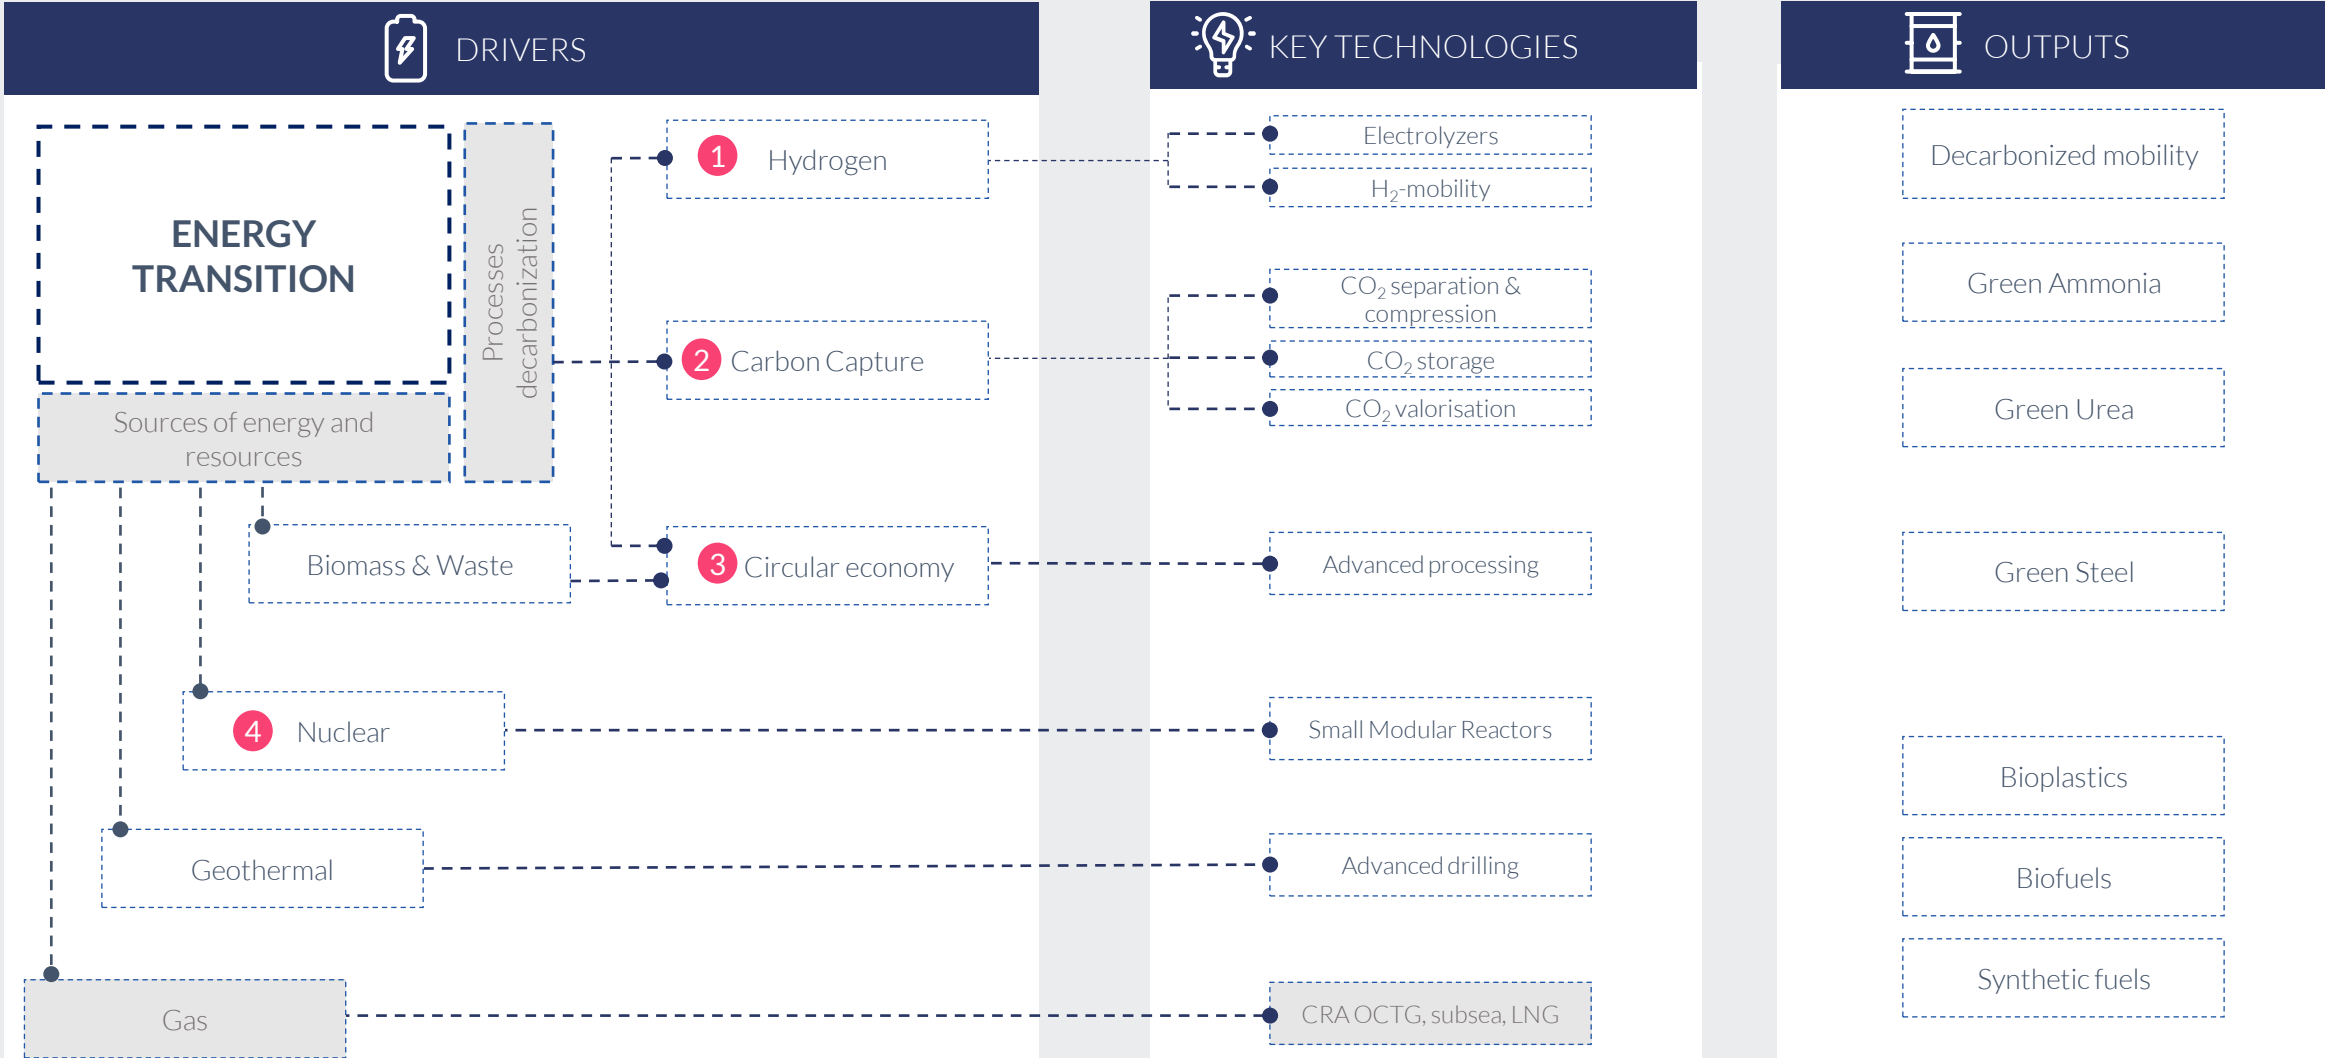 DRIVERS
KEY TECHNOLOGIES
OUTPUTS
ENERGY
TRANSITION
Sources of energy and
resources
Processes
decarbonization
1 Hydrogen
2 Carbon Capture
Biomass & Waste
3 Circular economy
4 Nuclear
Geothermal
Gas
Electrolyzers
H₂-mobility
CO₂ separation &
compression
CO₂ storage
CO₂ valorisation
Advanced processing
Small Modular Reactors
Advanced drilling
CRA OCTG, subsea, LNG
Decarbonized mobility
Green Ammonia
Green Urea
Green Steel
Bioplastics
Biofuels
Synthetic fuels